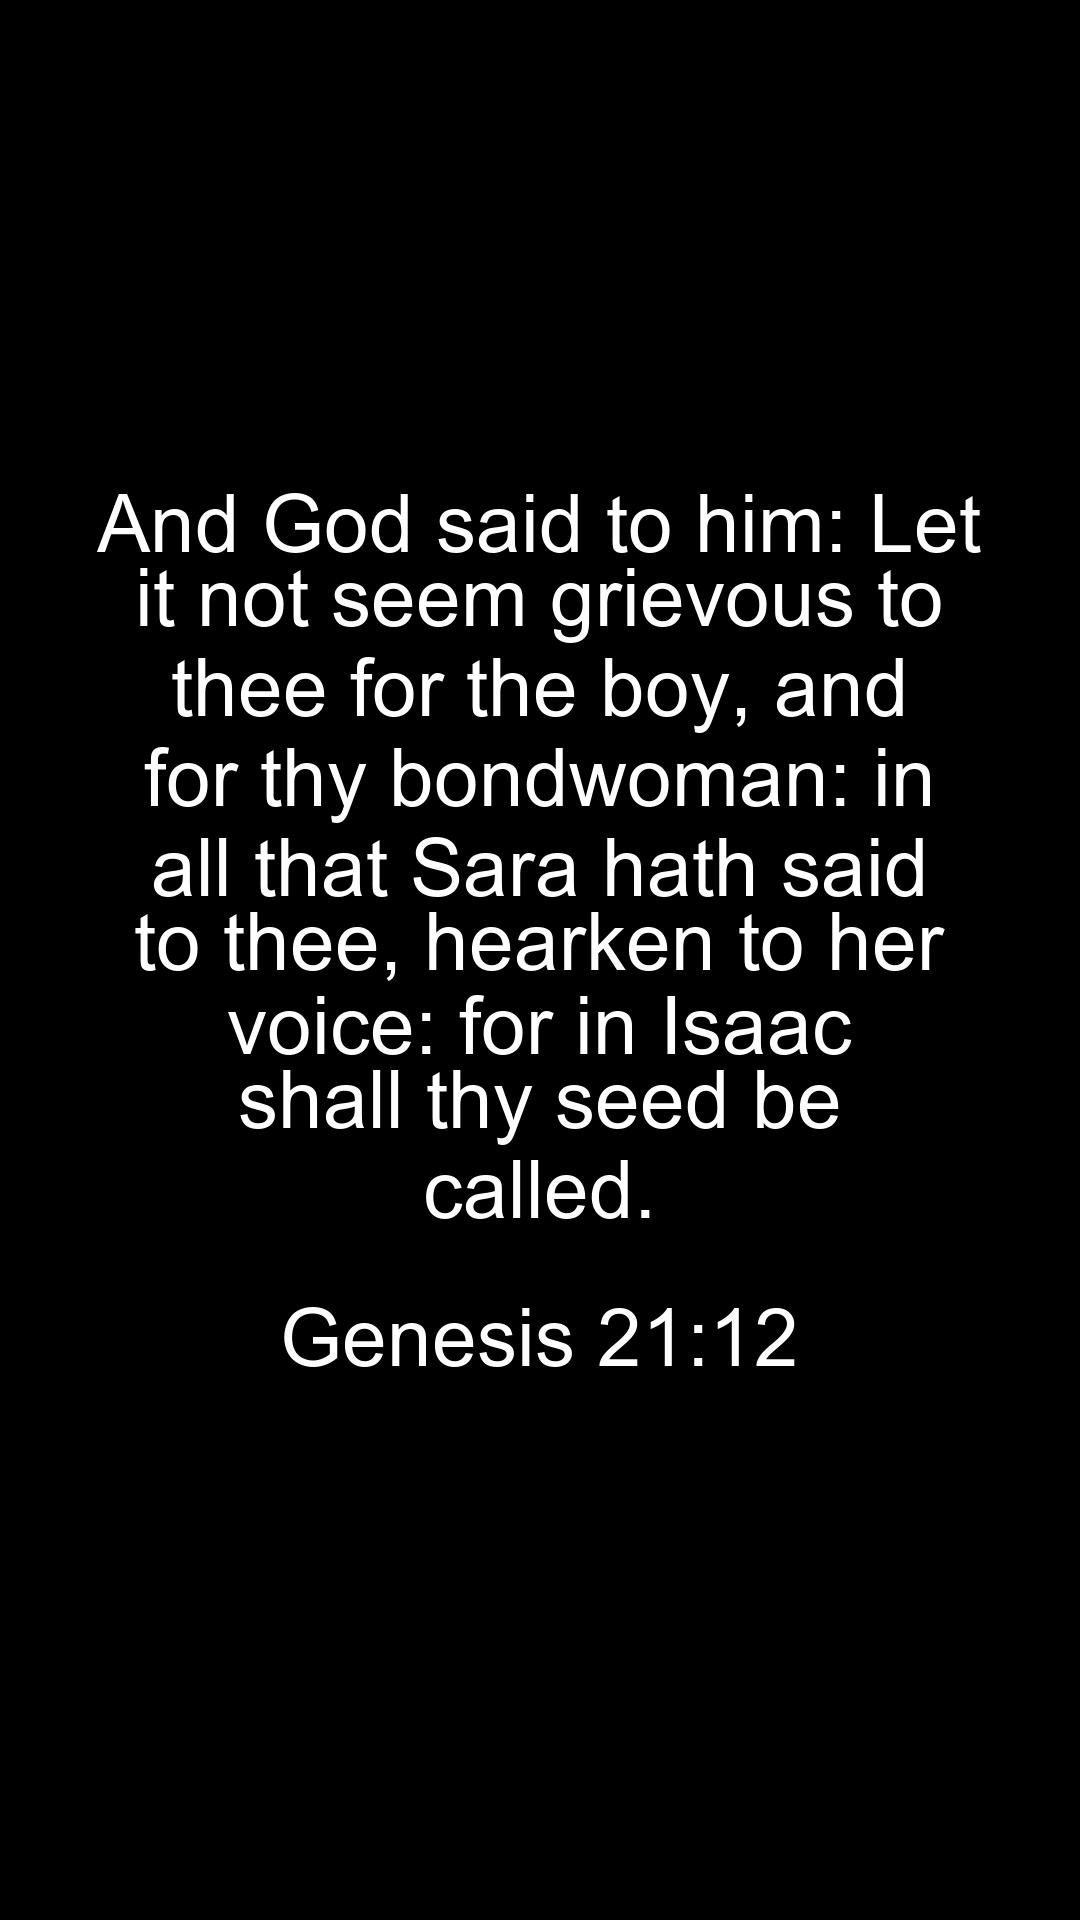 And God said to him: Let
it not seem grievous to
thee for the boy, and
for thy bondwoman: in
all that Sara hath said
to thee, hearken to her
voice: for in Isaac
shall thy seed be
called.
Genesis 21:12